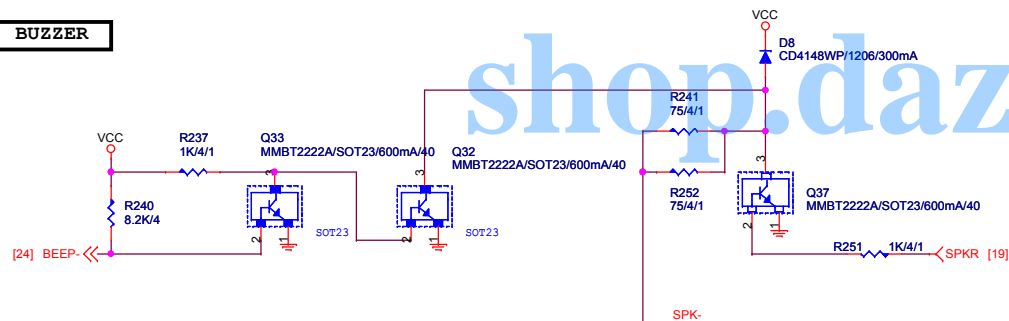 BUZZER
shop.daz
VCC
D8
CD4148WP/1206/300mA
R241
75/4/1
VCC
R237
1K/4/1
Q33
MMBT2222A/SOT23/600mA/40
Q32
MMBT2222A/SOT23/600mA/40
3
3
3
R240
8.2K/4
R252
75/4/1
Q37
MMBT2222A/SOT23/600mA/40
SOT23
SOT23
2
1
2
1
2
1
[24] BEEP-
R251
1K/4/1
SPKR [19]
SPK-